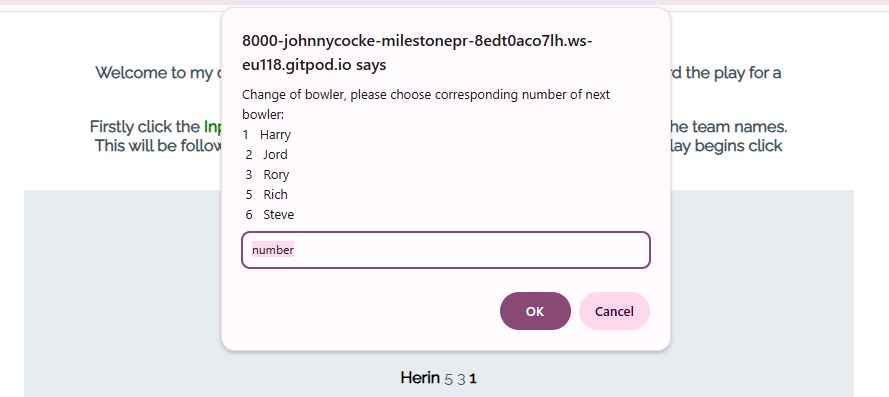 8000-johnnycocke-milestonepr-8edt0aco7lh.ws-
eu118.gitpod.io says
Change of bowler, please choose corresponding number of next
bowler:
1 Harry
2 Jord
3 Rory
5 Rich
6 Steve
number
OK Cancel
Welcome to my
rd the play for a
Firstly click the
he team names.
This will be
lay begins click
Herin 5 3 1